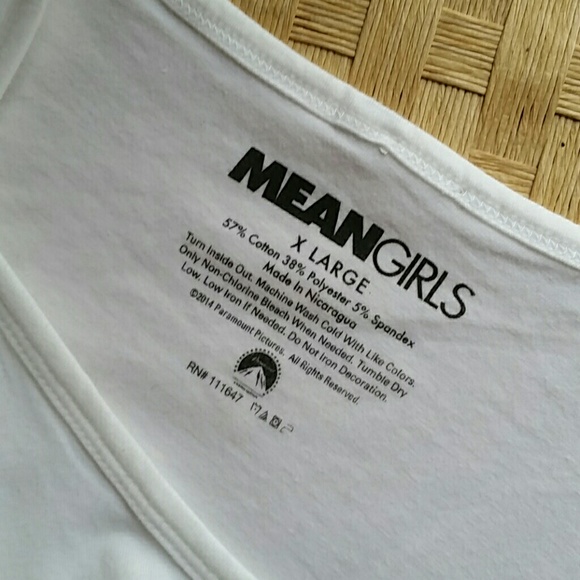 MEANGIRLS
X LARGE
57% Cotton 38% Polyester 5% Spandex
Made In Nicaragua
Turn Inside Out. Machine Wash Cold With Like Colors.
Only Non-Chlorine Bleach When Needed. Tumble Dry
Low. Low Iron If Needed. Do Not Iron Decoration.
©2014 Paramount Pictures. All Rights Reserved.
RN# 111647